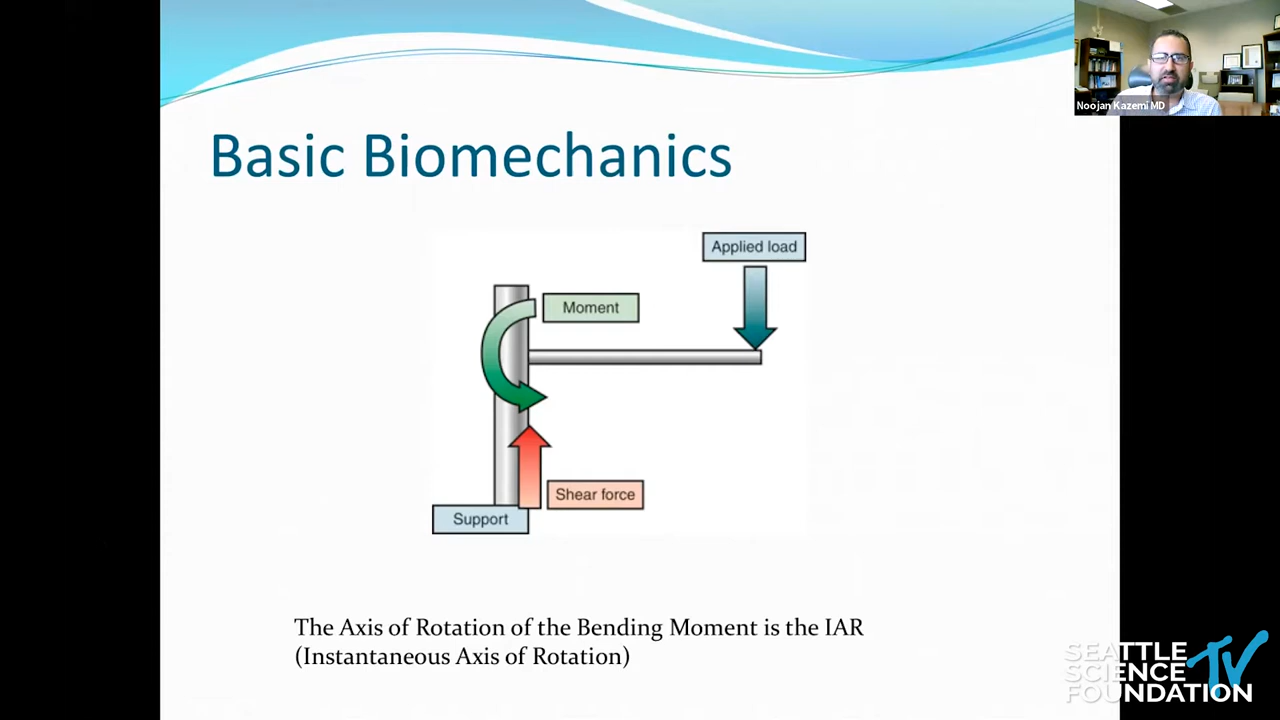 Noojan Kazemi MD
Basic Biomechanics
Applied load
Moment
Shear force
Support
The Axis of Rotation of the Bending Moment is the IAR
(Instantaneous Axis of Rotation)
SEATTLE
SCIENCE
FOUNDATION
TV